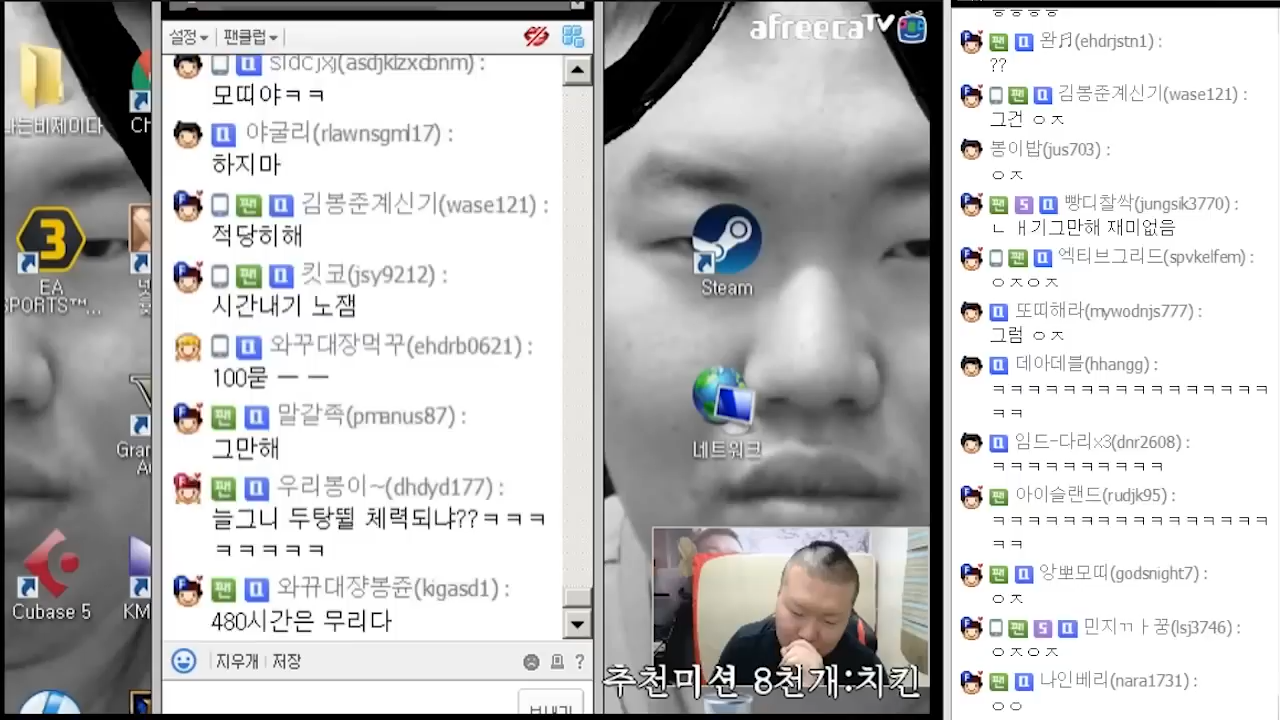 설정 팬클럽
모띠야ㅋㅋ
야굴리(rlawnsgml17) :
하지마
김봉준계신기(wase121) :
적당히해
킷코(jsy9212) :
시간내기 노잼
와꾸대장먹꾸(ehdrb0621) :
100묻 ㅡ ㅡ
말갈족(pmanus87) :
그만해
우리봉이~(dhdyd177) :
늘그니 두탕뛸 체력되냐??ㅋㅋㅋ
ㅋㅋㅋㅋㅋ
와뀨대쟝봉쥰(kigasd1) :
480시간은 무리다
지우개 저장
?
3
EA
SPORTS™...
Cubase 5
afreecaTV
Steam
네트워크
추천미션 8천개:치킨
완♬(ehdrjstn1) :
??
김봉준계신기(wase121) :
그건 ㅇㅈ
봉이밥(jus703) :
ㅇㅈ
빵디찰싹(jungsik3770) :
ㄴ ㅐ기그만해 재미없음
엑티브그리드(spvkelfem) :
ㅇㅈㅇㅈ
또띠해라(mywodnjs777) :
그럼 ㅇㅈ
데아데블(hhangg) :
ㅋㅋㅋㅋㅋㅋㅋㅋㅋㅋㅋㅋㅋㅋㅋ
ㅋㅋ
임드-다리x3(dnr2608) :
ㅋㅋㅋㅋㅋㅋㅋㅋㅋㅋ
아이슬랜드(rudjk95) :
ㅋㅋㅋㅋㅋㅋㅋㅋㅋㅋㅋㅋㅋㅋㅋ
ㅋㅋ
앙뽀모띠(godsnight7) :
ㅇㅈ
민지ㄲㅏ꿍(lsj3746) :
ㅇㅈㅇㅈ
나인베리(nara1731) :
ㅇㅇ